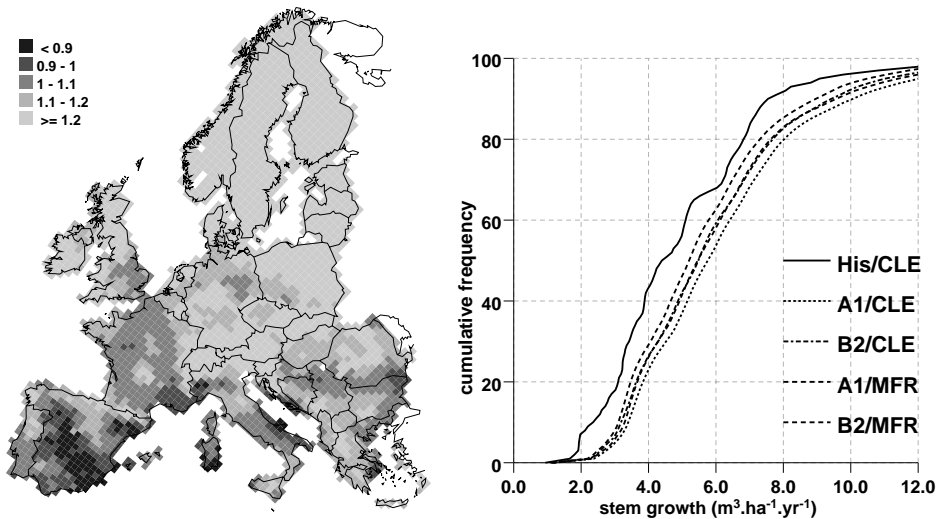 < 0.9
0.9 - 1
1 - 1.1
1.1 - 1.2
>= 1.2
100
80
60
40
20
0
cumulative frequency
His/CLE
A1/CLE
B2/CLE
A1/MFR
B2/MFR
0.0 2.0 4.0 6.0 8.0 10.0 12.0
stem growth (m³.ha⁻¹.yr⁻¹)